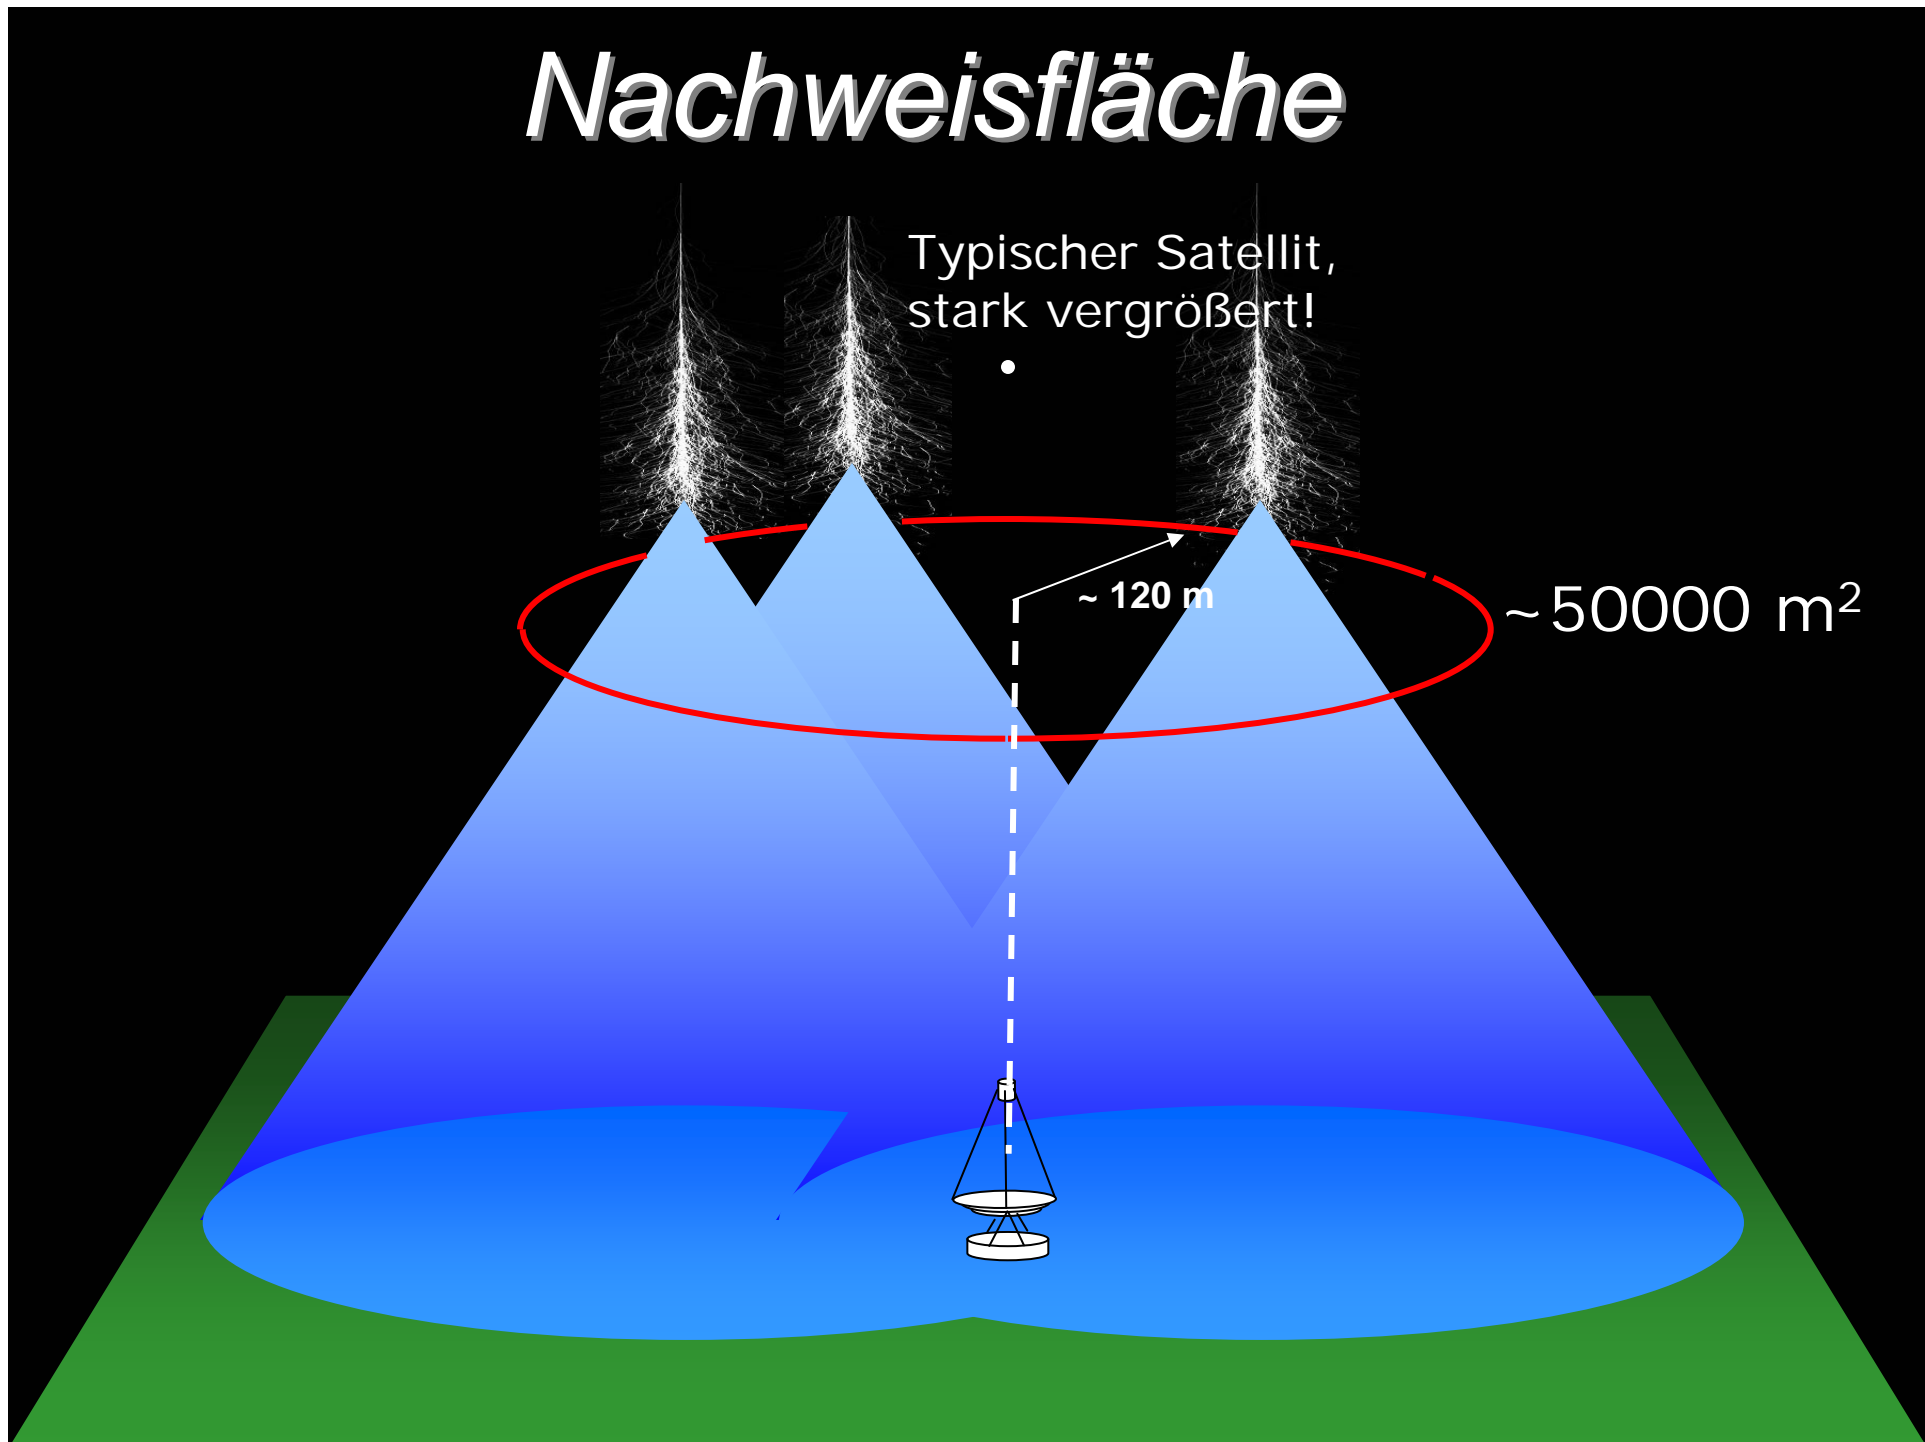 Nachweisfläche
Typischer Satellit,
stark vergrößert!
~ 120 m
~50000 m²